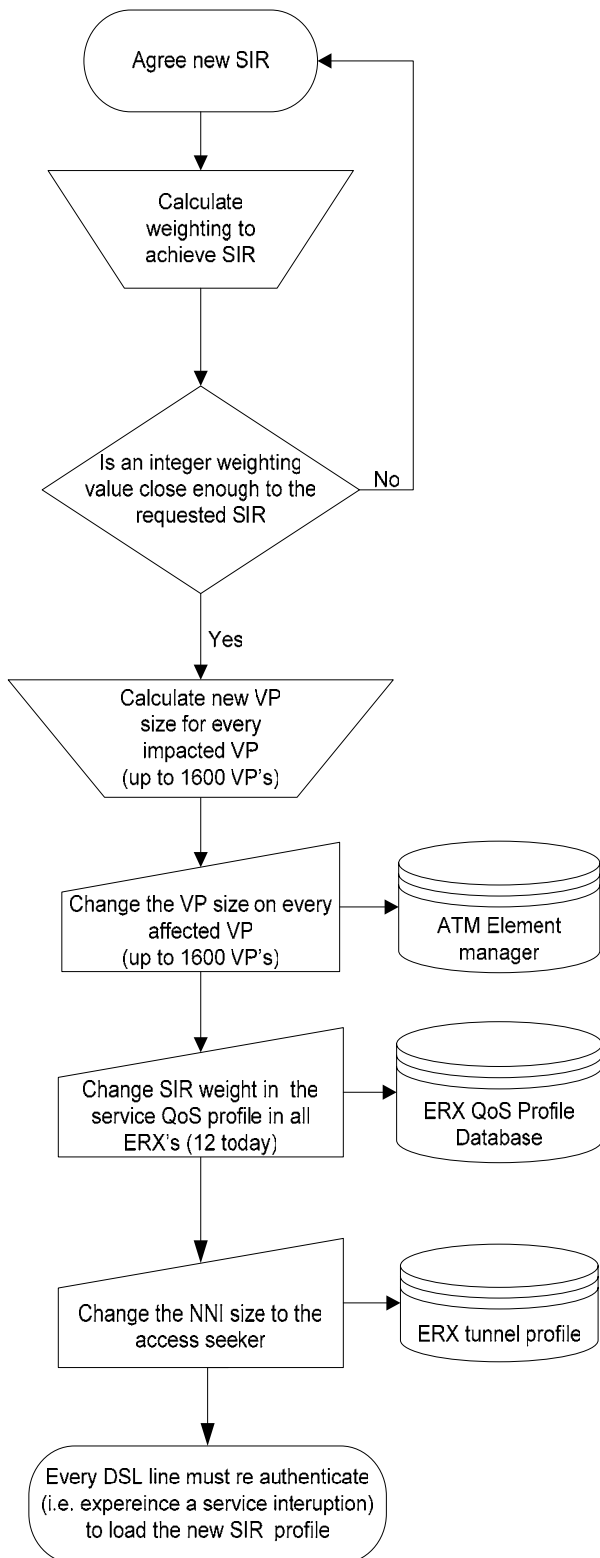 Agree new SIR
Calculate
weighting to
achieve SIR
Is an integer weighting
value close enough to the
requested SIR
No
Yes
Calculate new VP
size for every
impacted VP
(up to 1600 VP's)
Change the VP size on every
affected VP
(up to 1600 VP's)
ATM Element
manager
Change SIR weight in the
service QoS profile in all
ERX's (12 today)
ERX QoS Profile
Database
Change the NNI size to the
access seeker
ERX tunnel profile
Every DSL line must re authenticate
(i.e. expereince a service interuption)
to load the new SIR profile